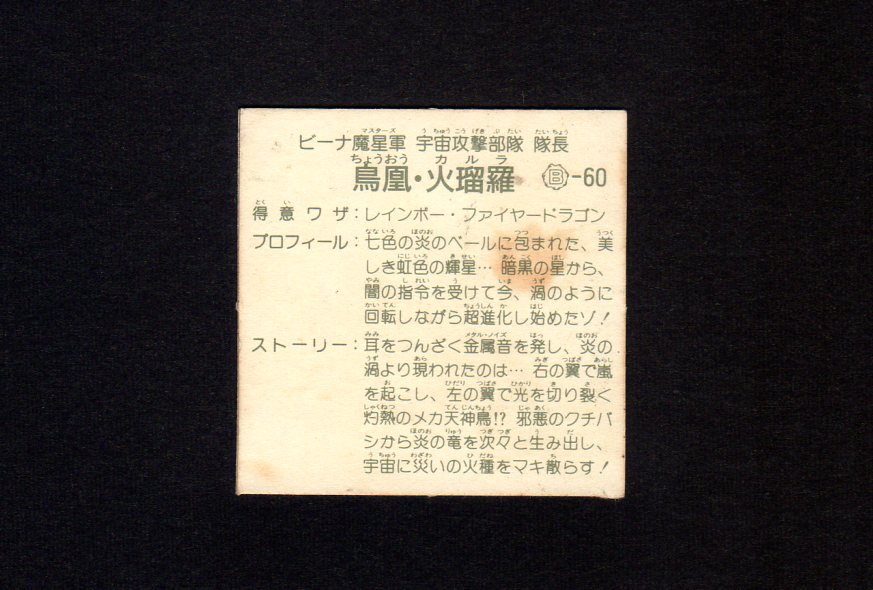 ビーナ魔星軍 宇宙攻撃部隊 隊長
鳥凰・火瑠羅 Ⓑ-60
得意ワザ：レインボー・ファイヤードラゴン
プロフィール：七色の炎のベールに包まれた、美
しき虹色の輝星… 暗黒の星から、
闇の指令を受けて今、渦のように
回転しながら超進化し始めたゾ！
ストーリー：耳をつんざく金属音を発し、炎の
渦より現われたのは… 右の翼で嵐
を起こし、左の翼で光を切り裂く
灼熱のメカ天神鳥!? 邪悪のクチバ
シから炎の竜を次々と生み出し、
宇宙に災いの火種をマキ散らす！